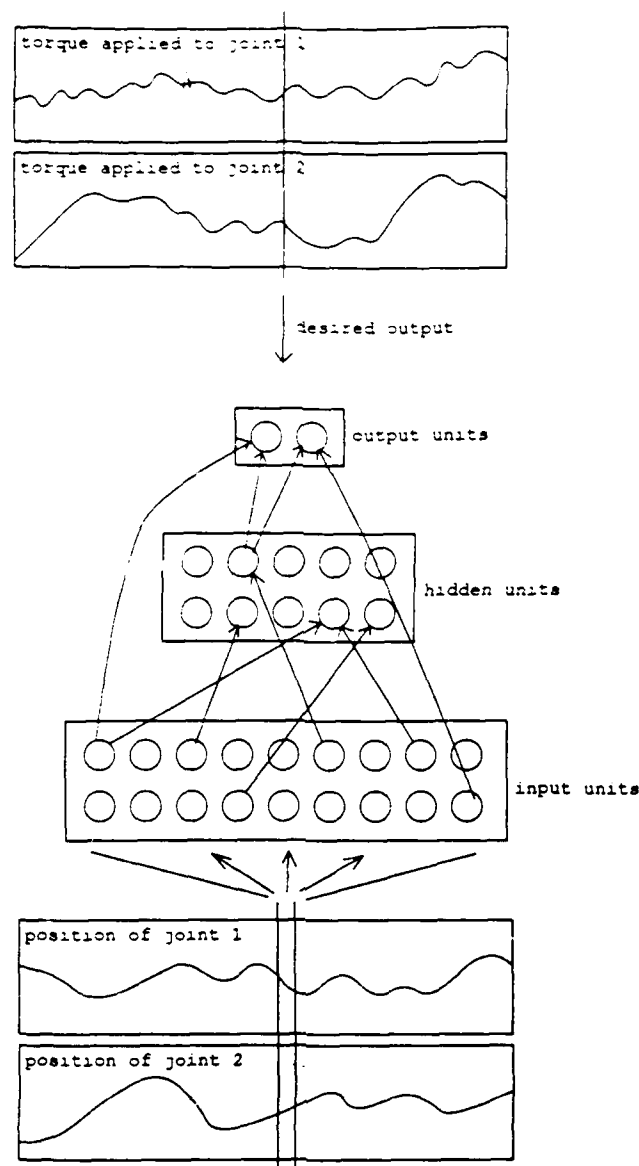 torque applied to joint 1
torque applied to joint 2
desired output
output units
hidden units
input units
position of joint 1
position of joint 2